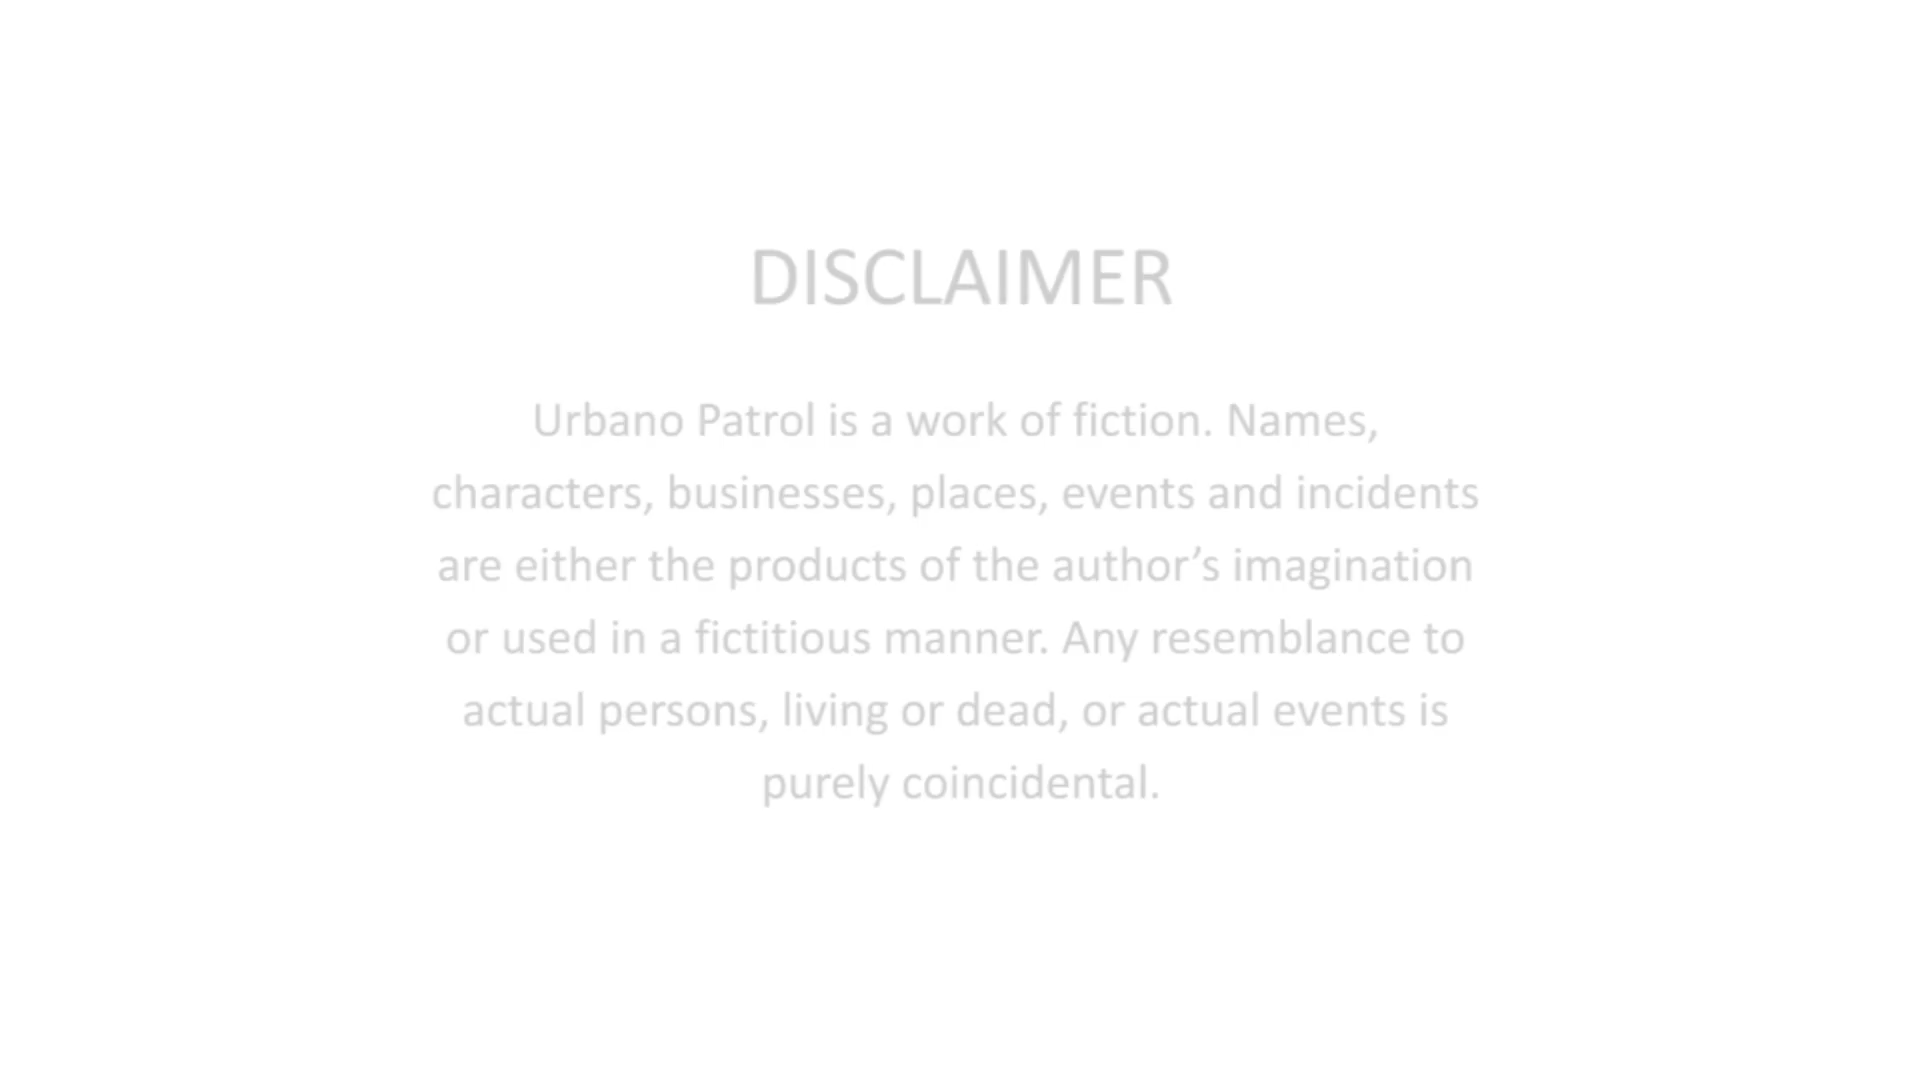 DISCLAIMER
Urbano Patrol is a work of fiction. Names,
characters, businesses, places, events and incidents
are either the products of the author’s imagination
or used in a fictitious manner. Any resemblance to
actual persons, living or dead, or actual events is
purely coincidental.